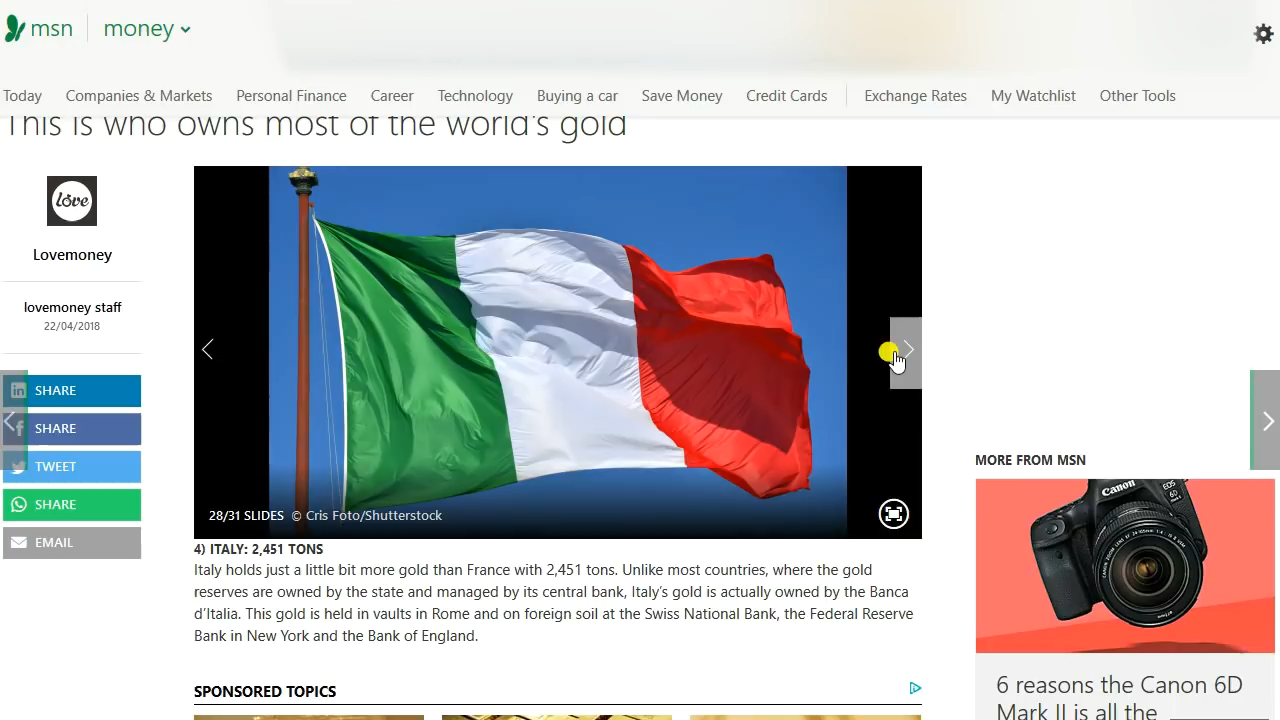 msn
money
Today
Companies & Markets
Personal Finance
Career
Technology
Buying a car
Save Money
Credit Cards
Exchange Rates
My Watchlist
Other Tools
This is who owns most of the world's gold
love
Lovemoney
lovemoney staff
22/04/2018
SHARE
SHARE
TWEET
SHARE
EMAIL
28/31 SLIDES © Cris Foto/Shutterstock
4) ITALY: 2,451 TONS
Italy holds just a little bit more gold than France with 2,451 tons. Unlike most countries, where the gold
reserves are owned by the state and managed by its central bank, Italy's gold is actually owned by the Banca
d'Italia. This gold is held in vaults in Rome and on foreign soil at the Swiss National Bank, the Federal Reserve
Bank in New York and the Bank of England.
SPONSORED TOPICS
MORE FROM MSN
Canon
EOS
6D
6 reasons the Canon 6D
Mark II is all the